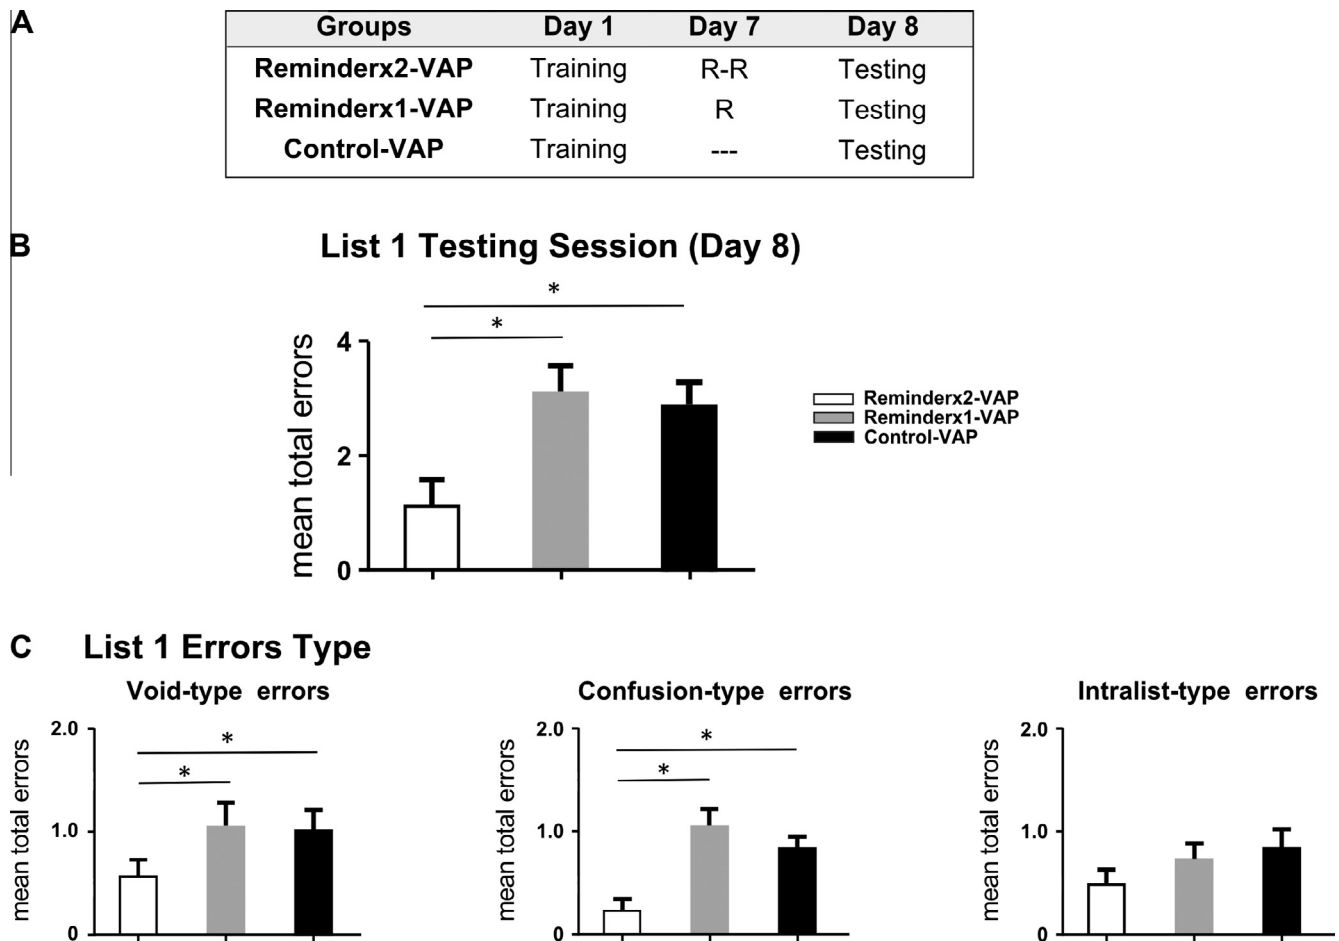 A
Groups Day 1 Day 7 Day 8
Reminderx2-VAP Training R-R Testing
Reminderx1-VAP Training R Testing
Control-VAP Training --- Testing
B
List 1 Testing Session (Day 8)
*
*
mean total errors
4
2
0
Reminderx2-VAP
Reminderx1-VAP
Control-VAP
C List 1 Errors Type
Void-type errors
mean total errors
2.0
1.0
0
*
*
Confusion-type errors
mean total errors
2.0
1.0
0
*
*
Intralist-type errors
mean total errors
2.0
1.0
0